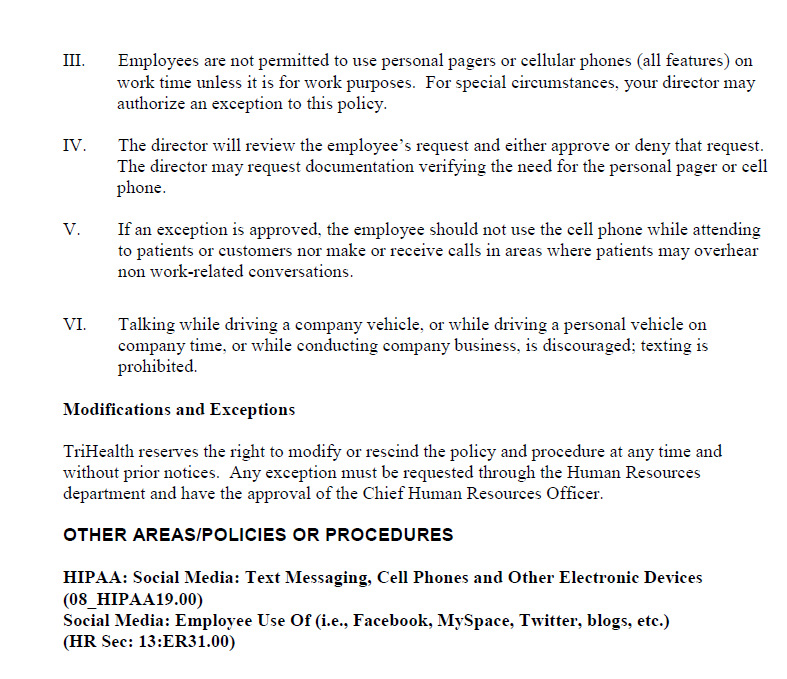 III. Employees are not permitted to use personal pagers or cellular phones (all features) on
work time unless it is for work purposes.  For special circumstances, your director may
authorize an exception to this policy.
IV. The director will review the employee's request and either approve or deny that request.
The director may request documentation verifying the need for the personal pager or cell
phone.
V. If an exception is approved, the employee should not use the cell phone while attending
to patients or customers nor make or receive calls in areas where patients may overhear
non work-related conversations.
VI. Talking while driving a company vehicle, or while driving a personal vehicle on
company time, or while conducting company business, is discouraged; texting is
prohibited.
Modifications and Exceptions
TriHealth reserves the right to modify or rescind the policy and procedure at any time and
without prior notices.  Any exception must be requested through the Human Resources
department and have the approval of the Chief Human Resources Officer.
OTHER AREAS/POLICIES OR PROCEDURES
HIPAA: Social Media: Text Messaging, Cell Phones and Other Electronic Devices
(08_HIPAA19.00)
Social Media: Employee Use Of (i.e., Facebook, MySpace, Twitter, blogs, etc.)
(HR Sec: 13:ER31.00)